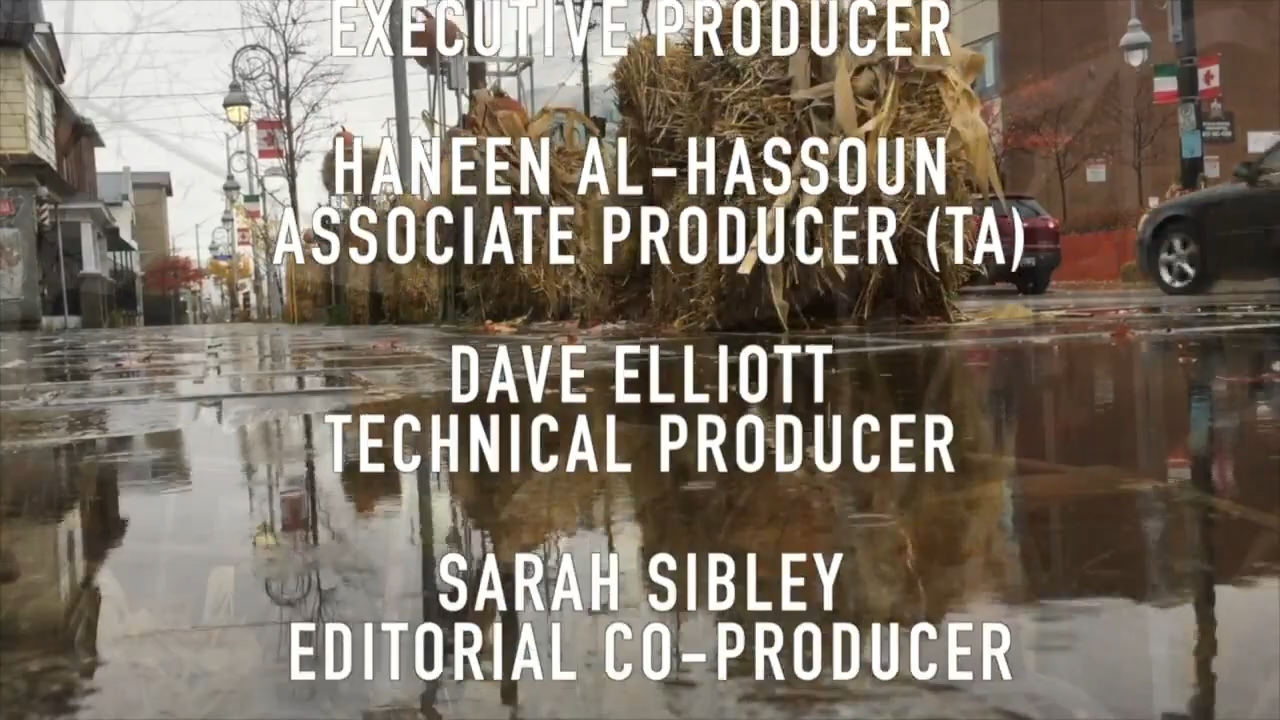 EXECUTIVE PRODUCER
HANEEN AL-HASSOUN
ASSOCIATE PRODUCER (TA)
DAVE ELLIOTT
TECHNICAL PRODUCER
SARAH SIBLEY
EDITORIAL CO-PRODUCER